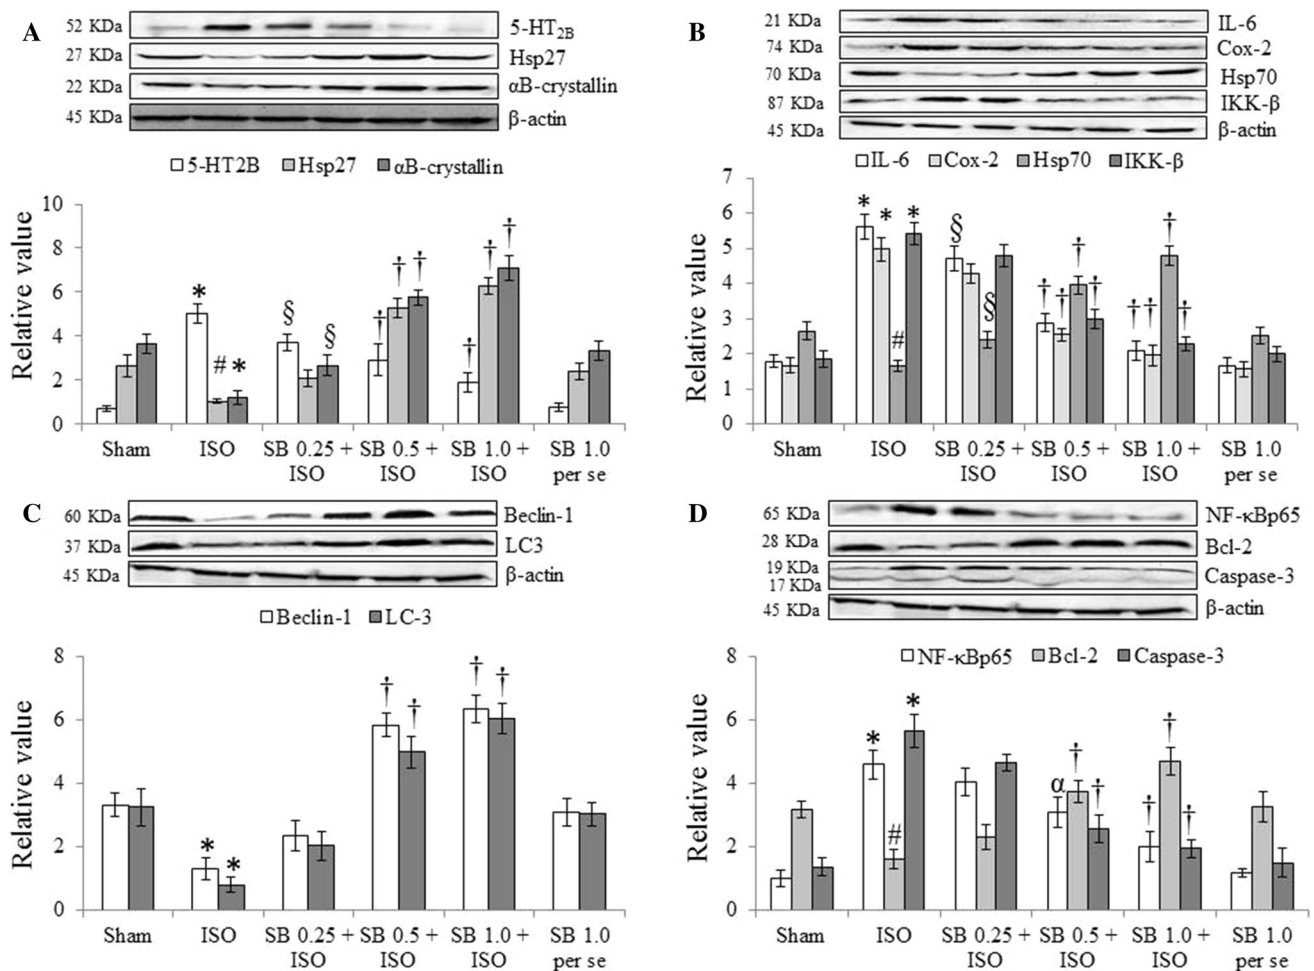 A
52 KDa
5-HT2B
27 KDa
Hsp27
22 KDa
αB-crystallin
45 KDa
β-actin
5-HT2B Hsp27 αB-crystallin
Relative value
10
8
6
4
2
0
* # *
§ §
† † †
† † †
Sham ISO SB 0.25 + ISO SB 0.5 + ISO SB 1.0 + ISO SB 1.0 per se
B
21 KDa
IL-6
74 KDa
Cox-2
70 KDa
Hsp70
87 KDa
IKK-β
45 KDa
β-actin
IL-6 Cox-2 Hsp70 IKK-β
Relative value
7
6
5
4
3
2
1
0
* * # *
§ §
† † † †
† † † †
Sham ISO SB 0.25 + ISO SB 0.5 + ISO SB 1.0 + ISO SB 1.0 per se
C
60 KDa
Beclin-1
37 KDa
LC3
45 KDa
β-actin
Beclin-1 LC-3
Relative value
8
6
4
2
0
* *
† †
† †
Sham ISO SB 0.25 + ISO SB 0.5 + ISO SB 1.0 + ISO SB 1.0 per se
D
65 KDa
NF-κBp65
28 KDa
Bcl-2
19 KDa
Caspase-3
17 KDa
45 KDa
β-actin
NF-κBp65 Bcl-2 Caspase-3
Relative value
8
6
4
2
0
* # *
α † †
† † †
Sham ISO SB 0.25 + ISO SB 0.5 + ISO SB 1.0 + ISO SB 1.0 per se